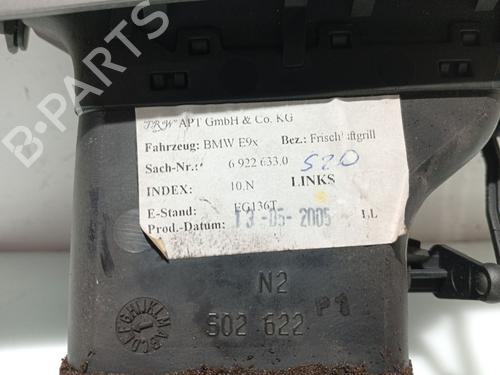 TRW APT GmbH & Co. KG
Fahrzeug: BMW E9x Bez.: Frischluftgrill
Sach-Nr.: 6 922 633.0 S20
INDEX: 10.N LINKS
E-Stand: EG136T
Prod.-Datum: 13-05-2005 I.L
N2
502 622 P1
B-PARTS